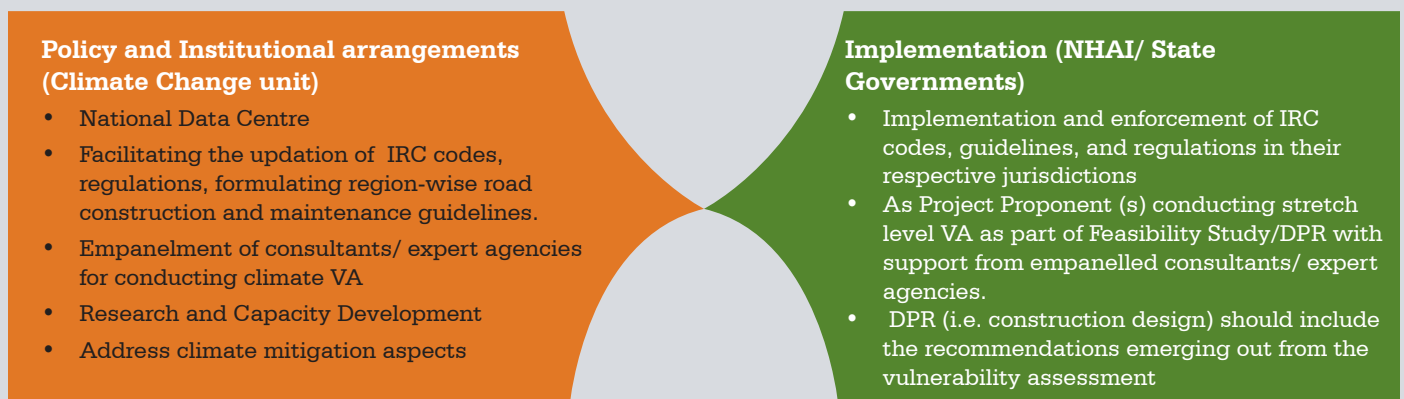 Policy and Institutional arrangements
(Climate Change unit)
• National Data Centre
• Facilitating the updation of IRC codes,
regulations, formulating region-wise road
construction and maintenance guidelines.
• Empanelment of consultants/ expert agencies
for conducting climate VA
• Research and Capacity Development
• Address climate mitigation aspects
Implementation (NHAI/ State
Governments)
• Implementation and enforcement of IRC
codes, guidelines, and regulations in their
respective jurisdictions
• As Project Proponent (s) conducting stretch
level VA as part of Feasibility Study/DPR with
support from empanelled consultants/ expert
agencies.
• DPR (i.e. construction design) should include
the recommendations emerging out from the
vulnerability assessment